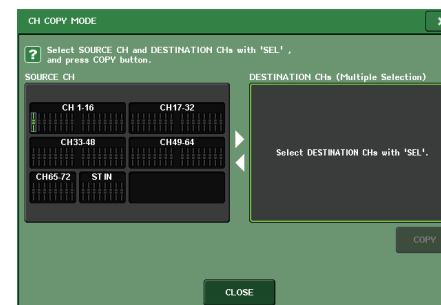 CH COPY MODE
Select SOURCE CH and DESTINATION CHs with 'SEL' ,
and press COPY button.
SOURCE CH
DESTINATION CHs (Multiple Selection)
CH 1-16
CH17-32
CH33-48
CH49-64
CH65-72
ST IN
Select DESTINATION CHs with 'SEL'.
COPY
CLOSE